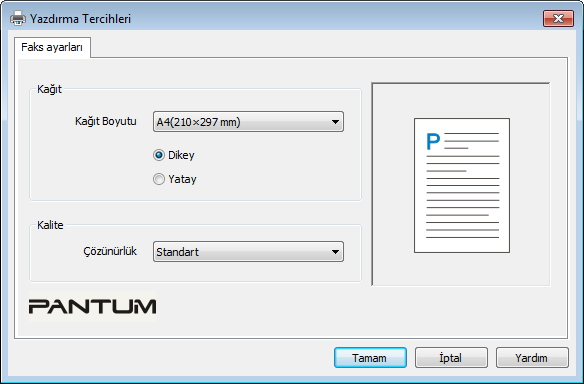 Yazdırma Tercihleri
Faks ayarları
Kağıt
Kağıt Boyutu
A4(210×297 mm)
Dikey
Yatay
Kalite
Çözünürlük
Standart
P
PANTUM
Tamam
İptal
Yardım